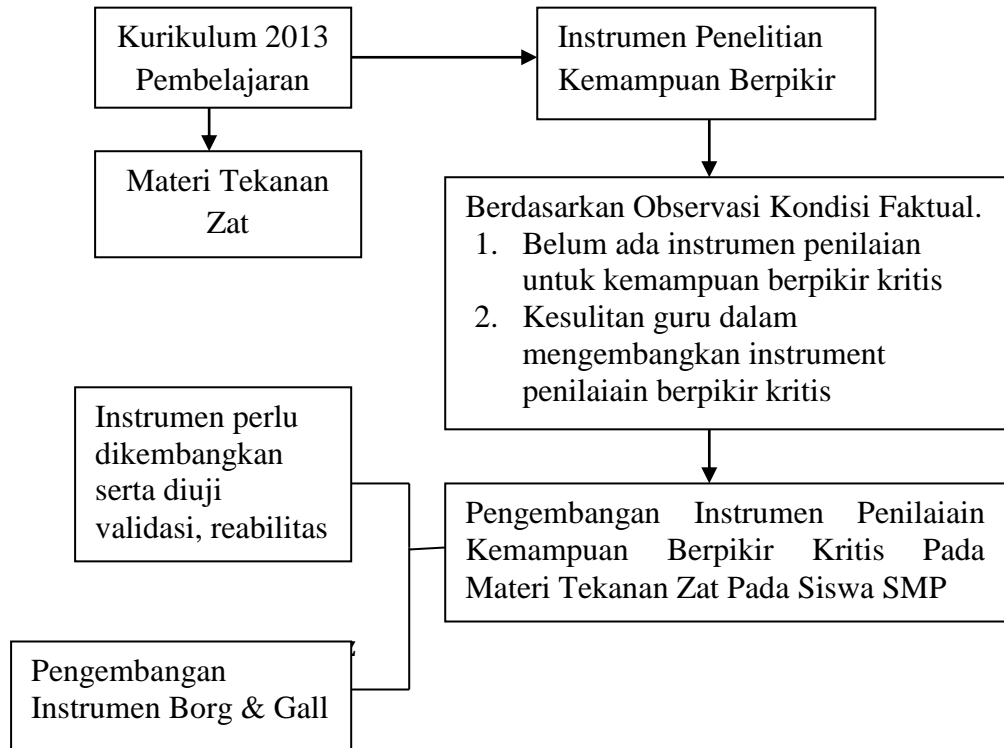 Kurikulum 2013
Pembelajaran
Instrumen Penelitian
Kemampuan Berpikir
Materi Tekanan
Zat
Berdasarkan Observasi Kondisi Faktual.
1. Belum ada instrumen penilaian
untuk kemampuan berpikir kritis
2. Kesulitan guru dalam
mengembangkan instrument
penilaiain berpikir kritis
Instrumen perlu
dikembangkan
serta diuji
validasi, reabilitas
Pengembangan Instrumen Penilaiain
Kemampuan Berpikir Kritis Pada
Materi Tekanan Zat Pada Siswa SMP
Pengembangan
Instrumen Borg & Gall